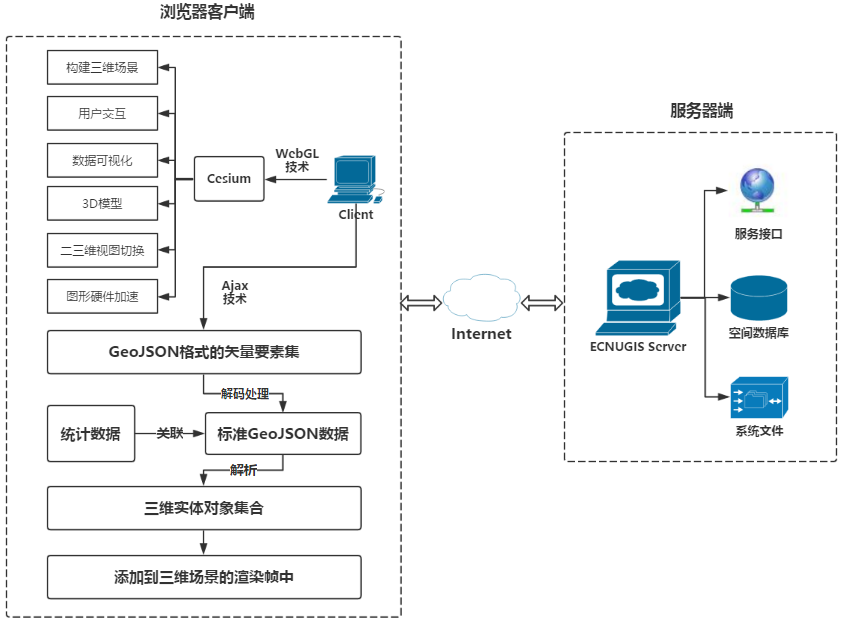 浏览器客户端
构建三维场景
用户交互
数据可视化
3D模型
二三维视图切换
图形硬件加速
Cesium
WebGL
技术
Client
Ajax
技术
GeoJSON格式的矢量要素集
解码处理
统计数据
关联
标准GeoJSON数据
解析
三维实体对象集合
添加到三维场景的渲染帧中
Internet
服务器端
ECNUGIS Server
服务接口
空间数据库
系统文件